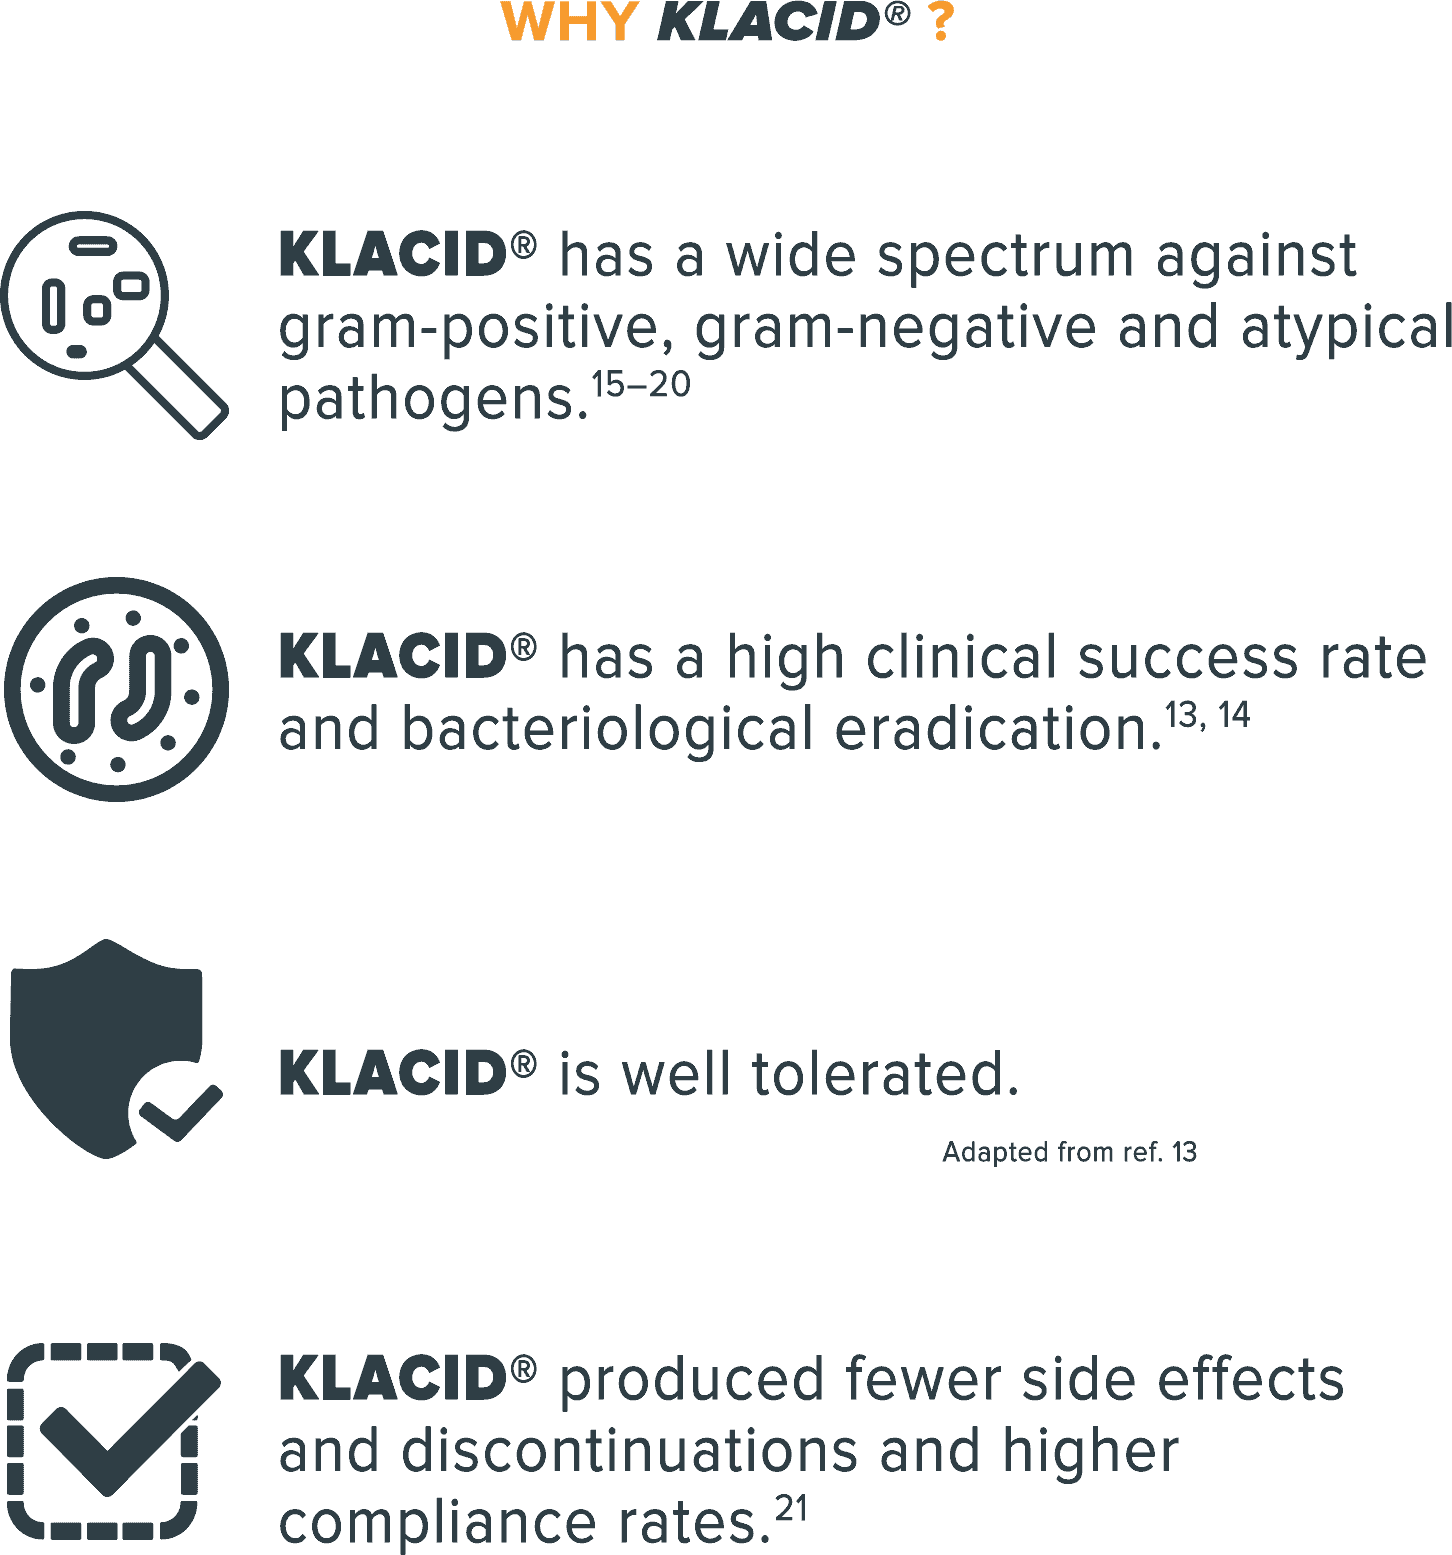 WHY KLACID® ?
KLACID® has a wide spectrum against
gram-positive, gram-negative and atypical
pathogens.15–20
KLACID® has a high clinical success rate
and bacteriological eradication.13, 14
KLACID® is well tolerated.
Adapted from ref. 13
KLACID® produced fewer side effects
and discontinuations and higher
compliance rates.21